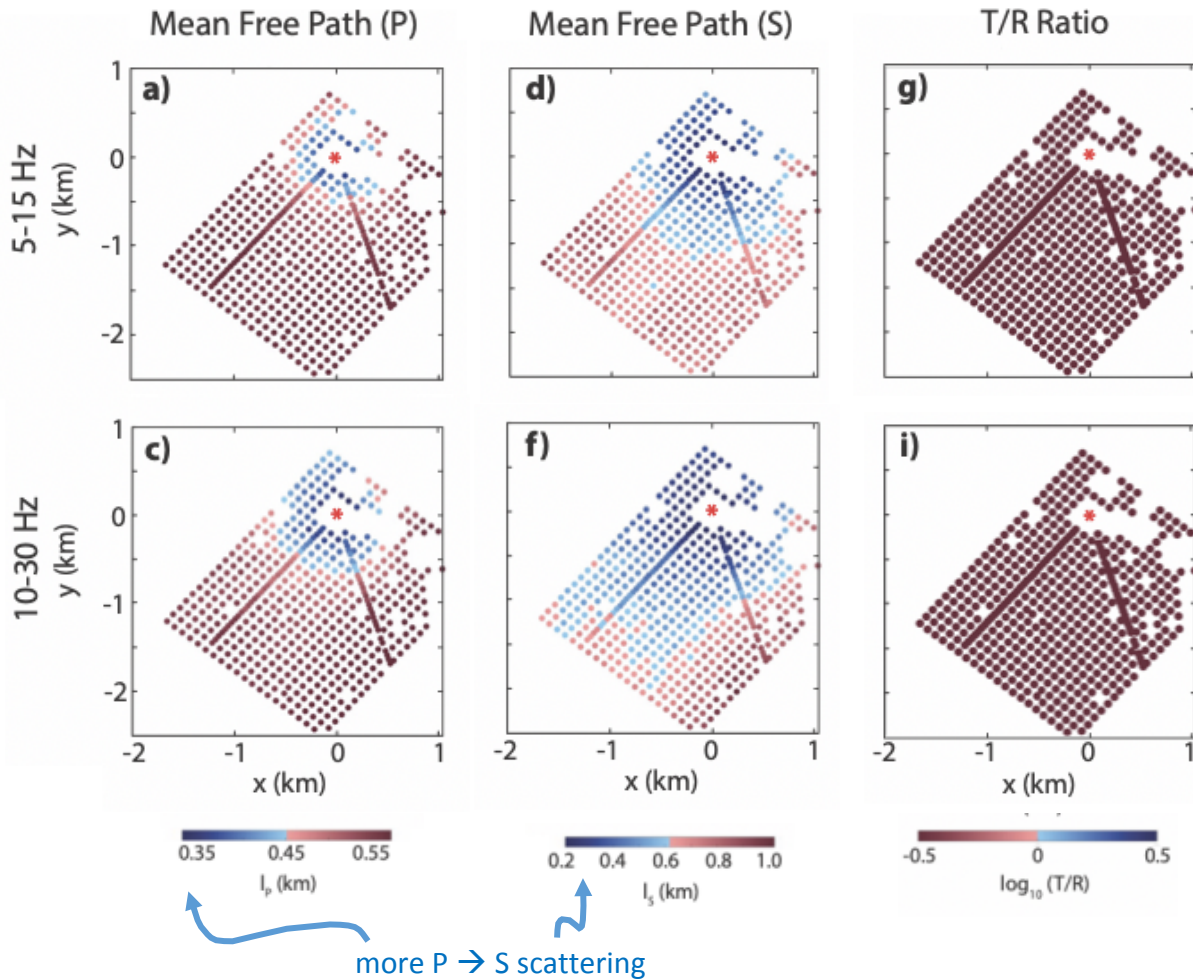 Mean Free Path (P)
Mean Free Path (S)
T/R Ratio
5-15 Hz
y (km)
1
0
-1
-2
a)
d)
g)
10-30 Hz
y (km)
1
0
-1
-2
c)
f)
i)
-2 -1 0 1
x (km)
-2 -1 0 1
x (km)
-2 -1 0 1
x (km)
0.35 0.45 0.55
lₚ (km)
0.2 0.4 0.6 0.8 1.0
lₛ (km)
-0.5 0 0.5
log₁₀ (T/R)
more P → S scattering